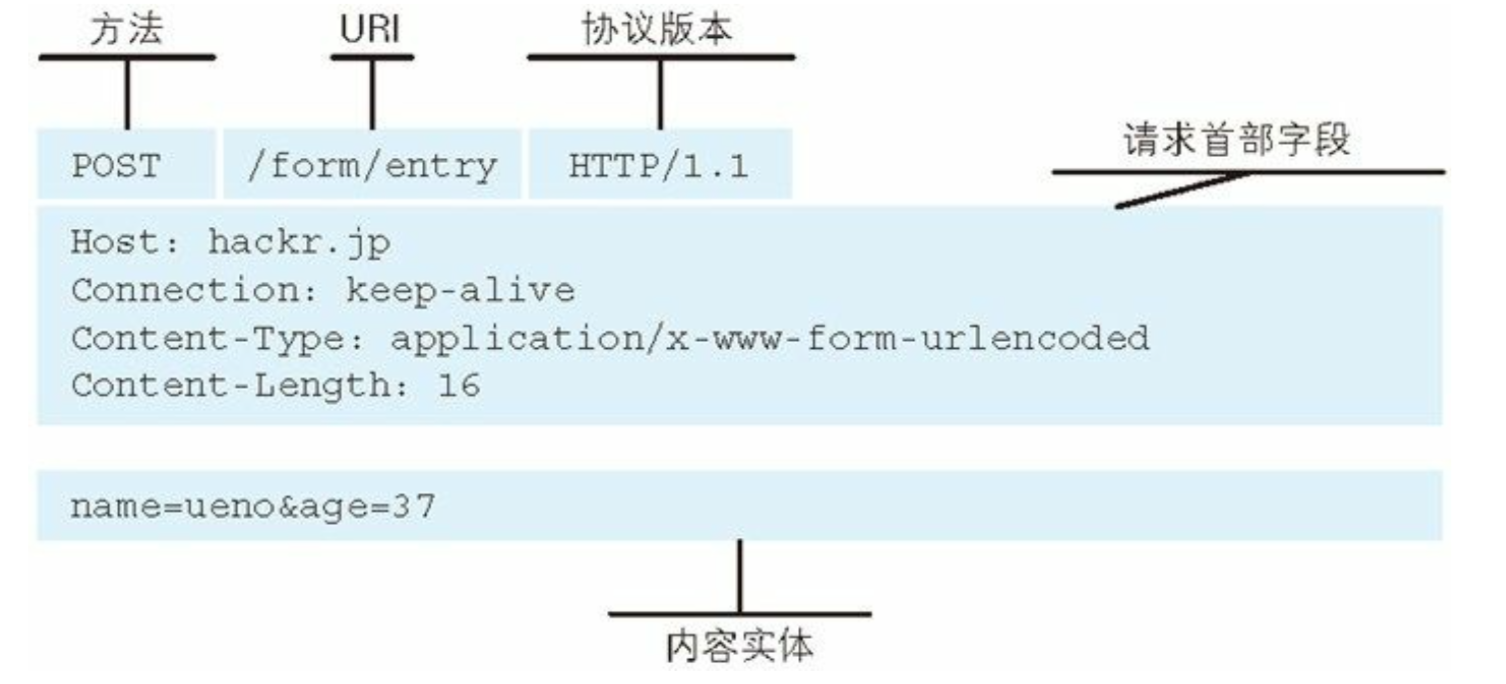 方法 URI 协议版本
POST /form/entry HTTP/1.1
请求首部字段
Host: hackr.jp
Connection: keep-alive
Content-Type: application/x-www-form-urlencoded
Content-Length: 16
name=ueno&age=37
内容实体